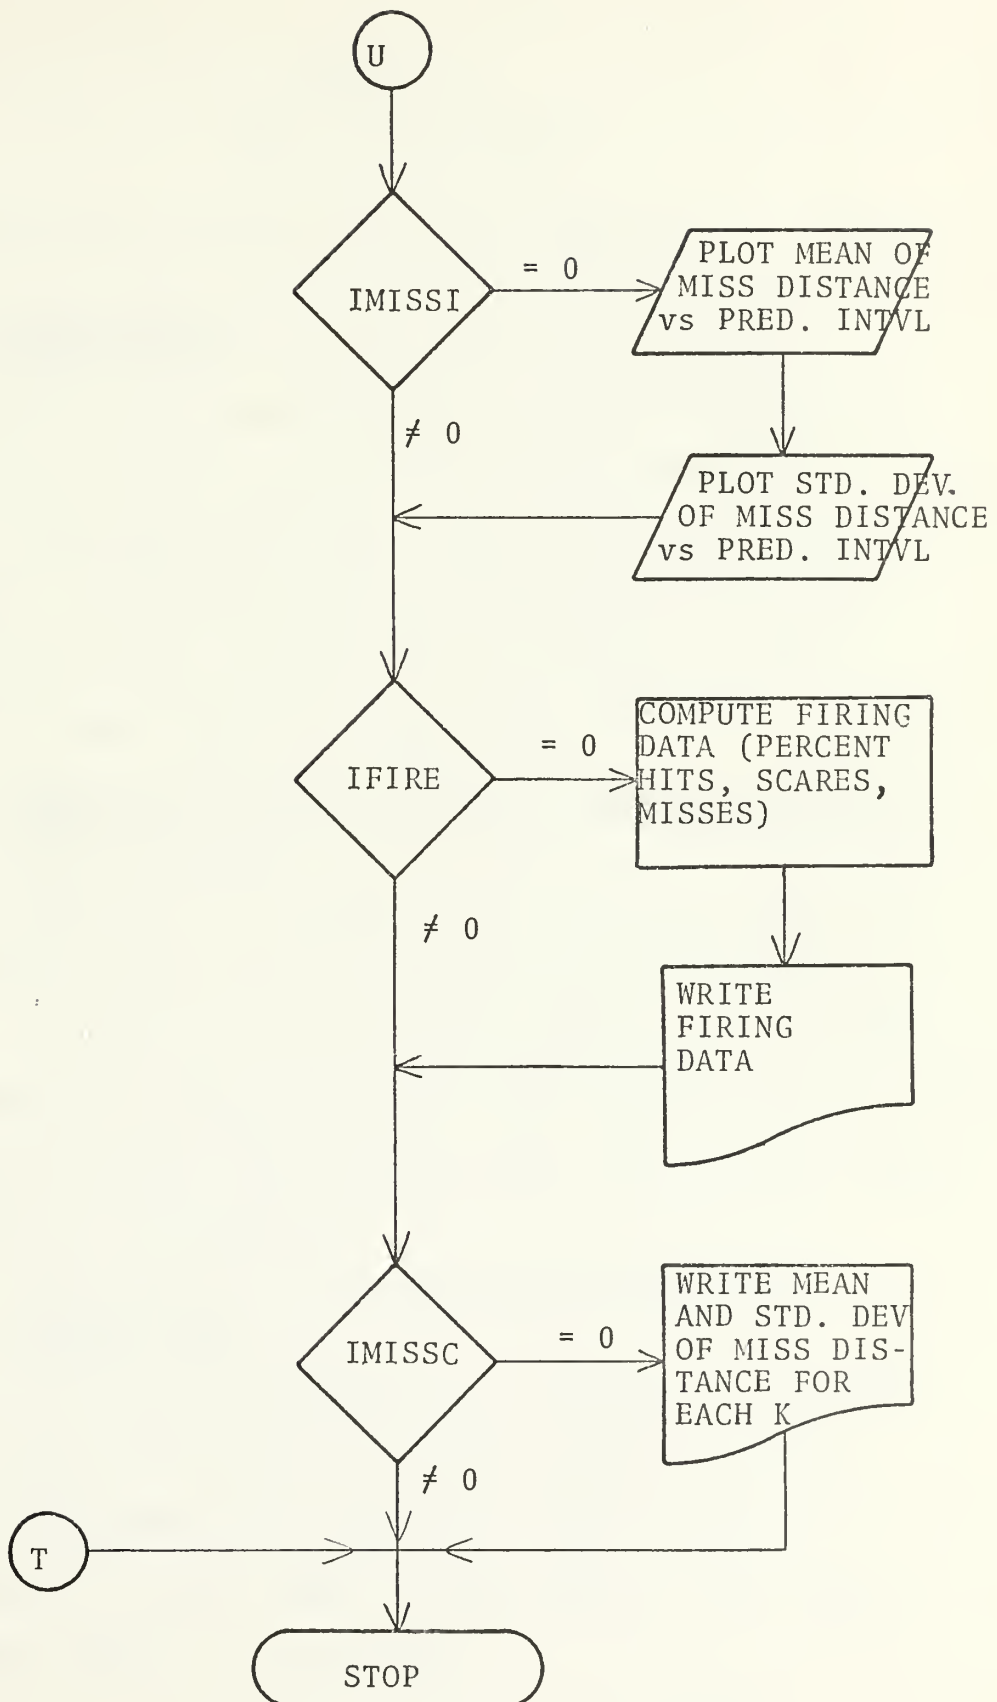 U
IMISSI
= 0
PLOT MEAN OF
MISS DISTANCE
vs PRED. INTVL
≠ 0
PLOT STD. DEV.
OF MISS DISTANCE
vs PRED. INTVL
IFIRE
= 0
COMPUTE FIRING
DATA (PERCENT
HITS, SCARES,
MISSES)
≠ 0
WRITE
FIRING
DATA
IMISSC
= 0
WRITE MEAN
AND STD. DEV
OF MISS DIS-
TANCE FOR
EACH K
≠ 0
T
STOP